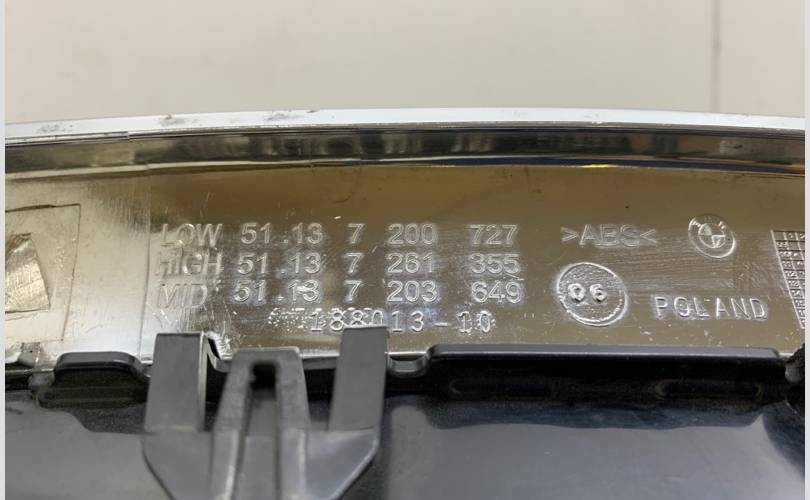 LOW 51.13 7 200 727 >ABS<
HIGH 51.13 7 261 355
MID 51.13 7 203 649 06 POLAND
7188013-10